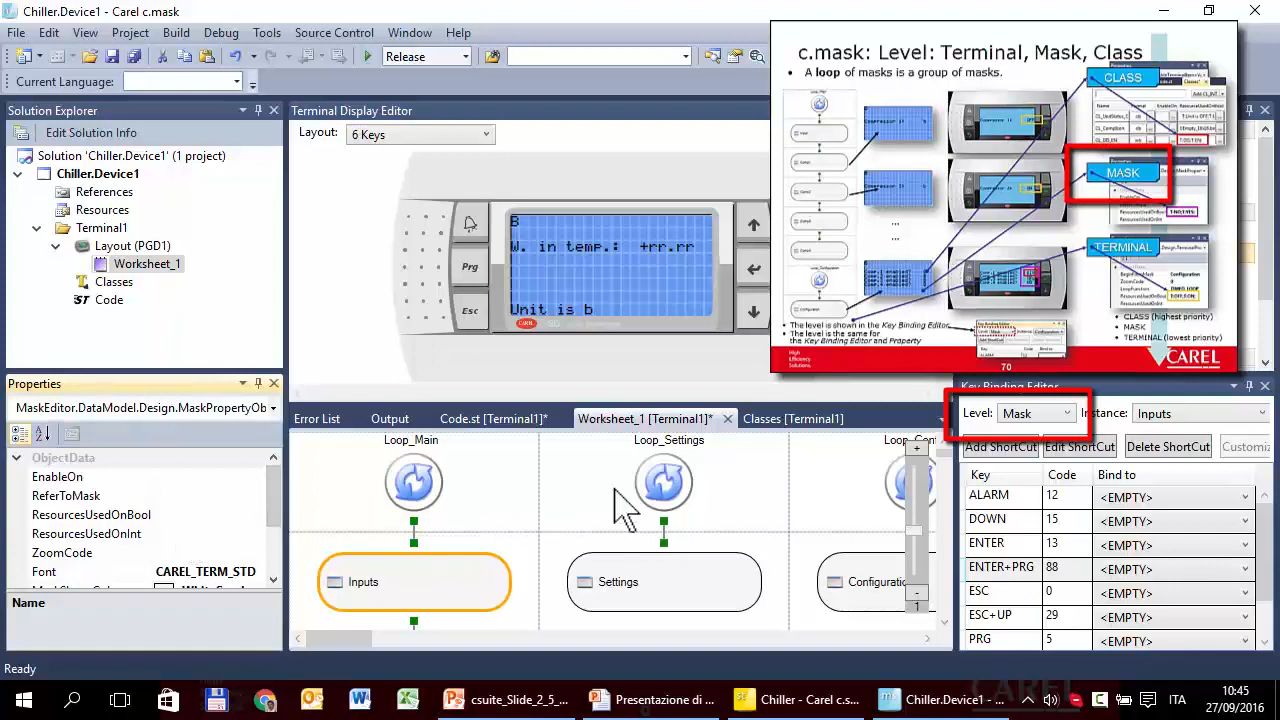 Chiller.Device1 - Carel c.mask
File Edit View Project Build Debug Tools Source Control Window Help
Release
Current Language:
Solution Explorer
Edit Solution Info
Solution 'Chiller.Device1' (1 project)
Chiller.Device1
References
Resources
Terminal1
Layout (PGD1)
Worksheet_1
Classes
Code
Terminal Display Editor
Layout: 6 Keys
Prg
Esc
B
U. in temp.: +rr.rr
Unit is b
CAREL
c.mask: Level: Terminal, Mask, Class
• A loop of masks is a group of masks.
CLASS
MASK
TERMINAL
...
...
• The level is shown in the Key Binding Editor
• The level is the same for
the Key Binding Editor and Property
• CLASS (highest priority)
• MASK
• TERMINAL (lowest priority)
High
Efficiency
Solutions
70
CAREL
Properties
MaskEditor.DataModel.Design.MaskPropertyOb
ObjectData
EnableOn
ReferToMask
ResourcesUsedOnBool
ResourcesUsedOnInt
ZoomCode
Font CAREL_TERM_STD
Name
Error List Output Code.st [Terminal1]* Worksheet_1 [Terminal1]* Classes [Terminal1]
Loop_Main Loop_Settings
Inputs Settings
+
-
1
Key Binding Editor
Level: Mask Instance: Inputs
Add ShortCut Edit ShortCut Delete ShortCut Customiz
Key Code Bind to
ALARM 12 <EMPTY>
DOWN 15 <EMPTY>
ENTER 13 <EMPTY>
ENTER+PRG 88 <EMPTY>
ESC 0 <EMPTY>
ESC+UP 29 <EMPTY>
PRG 5 <EMPTY>
Ready
csuite_Slide_2_5_... Presentazione di ... Chiller - Carel c.s... Chiller.Device1 - ...
ITA
10:45
27/09/2016